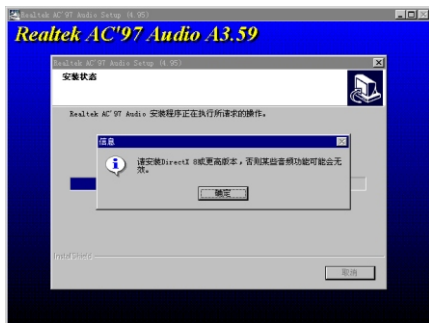 Realtek AC'97 Audio Setup (4.95)
Realtek AC'97 Audio A3.59
Realtek AC'97 Audio Setup (4.95)
安装状态
Realtek AC'97 Audio 安装程序正在执行所请求的操作。
信息
请安装DirectX 8或更高版本，否则某些音频功能可能会无
效。
确定
InstallShield
取消